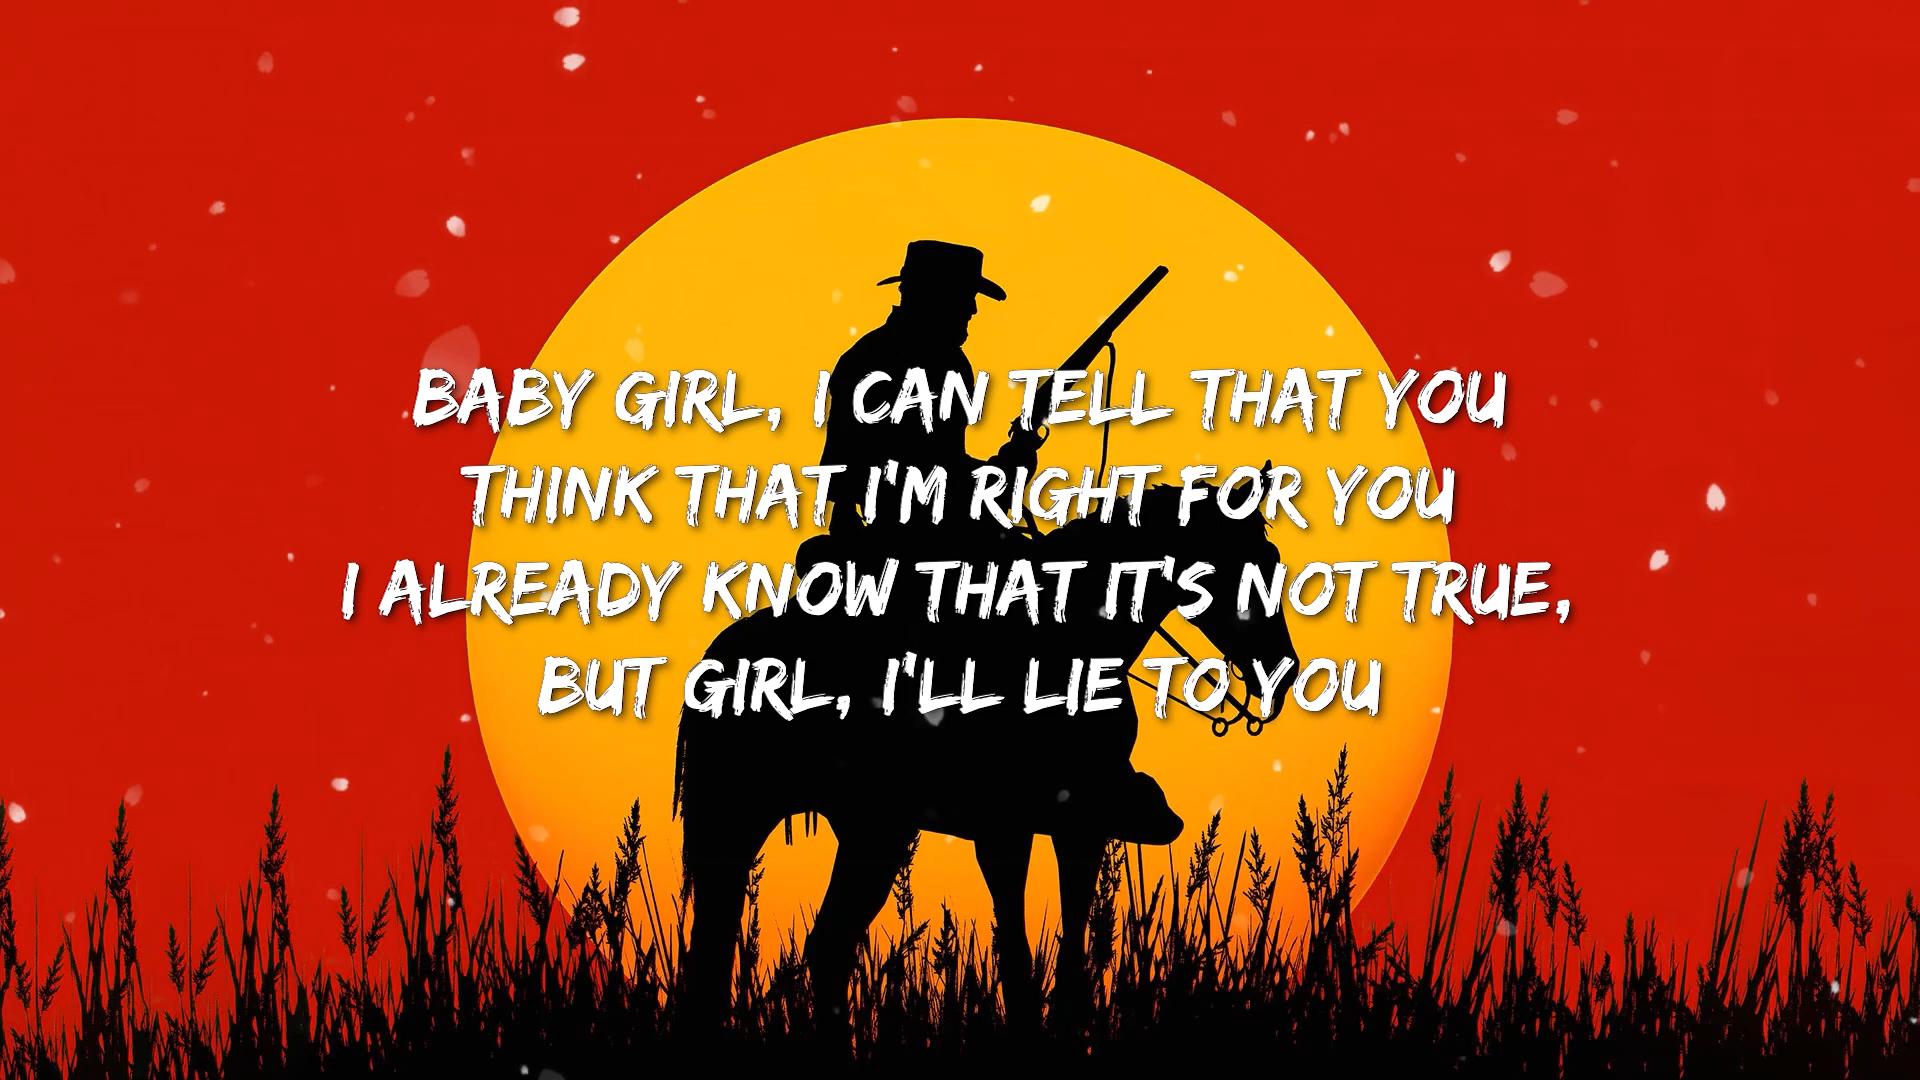 BABY GIRL, I CAN TELL THAT YOU
THINK THAT I'M RIGHT FOR YOU
I ALREADY KNOW THAT IT'S NOT TRUE,
BUT GIRL, I'LL LIE TO YOU